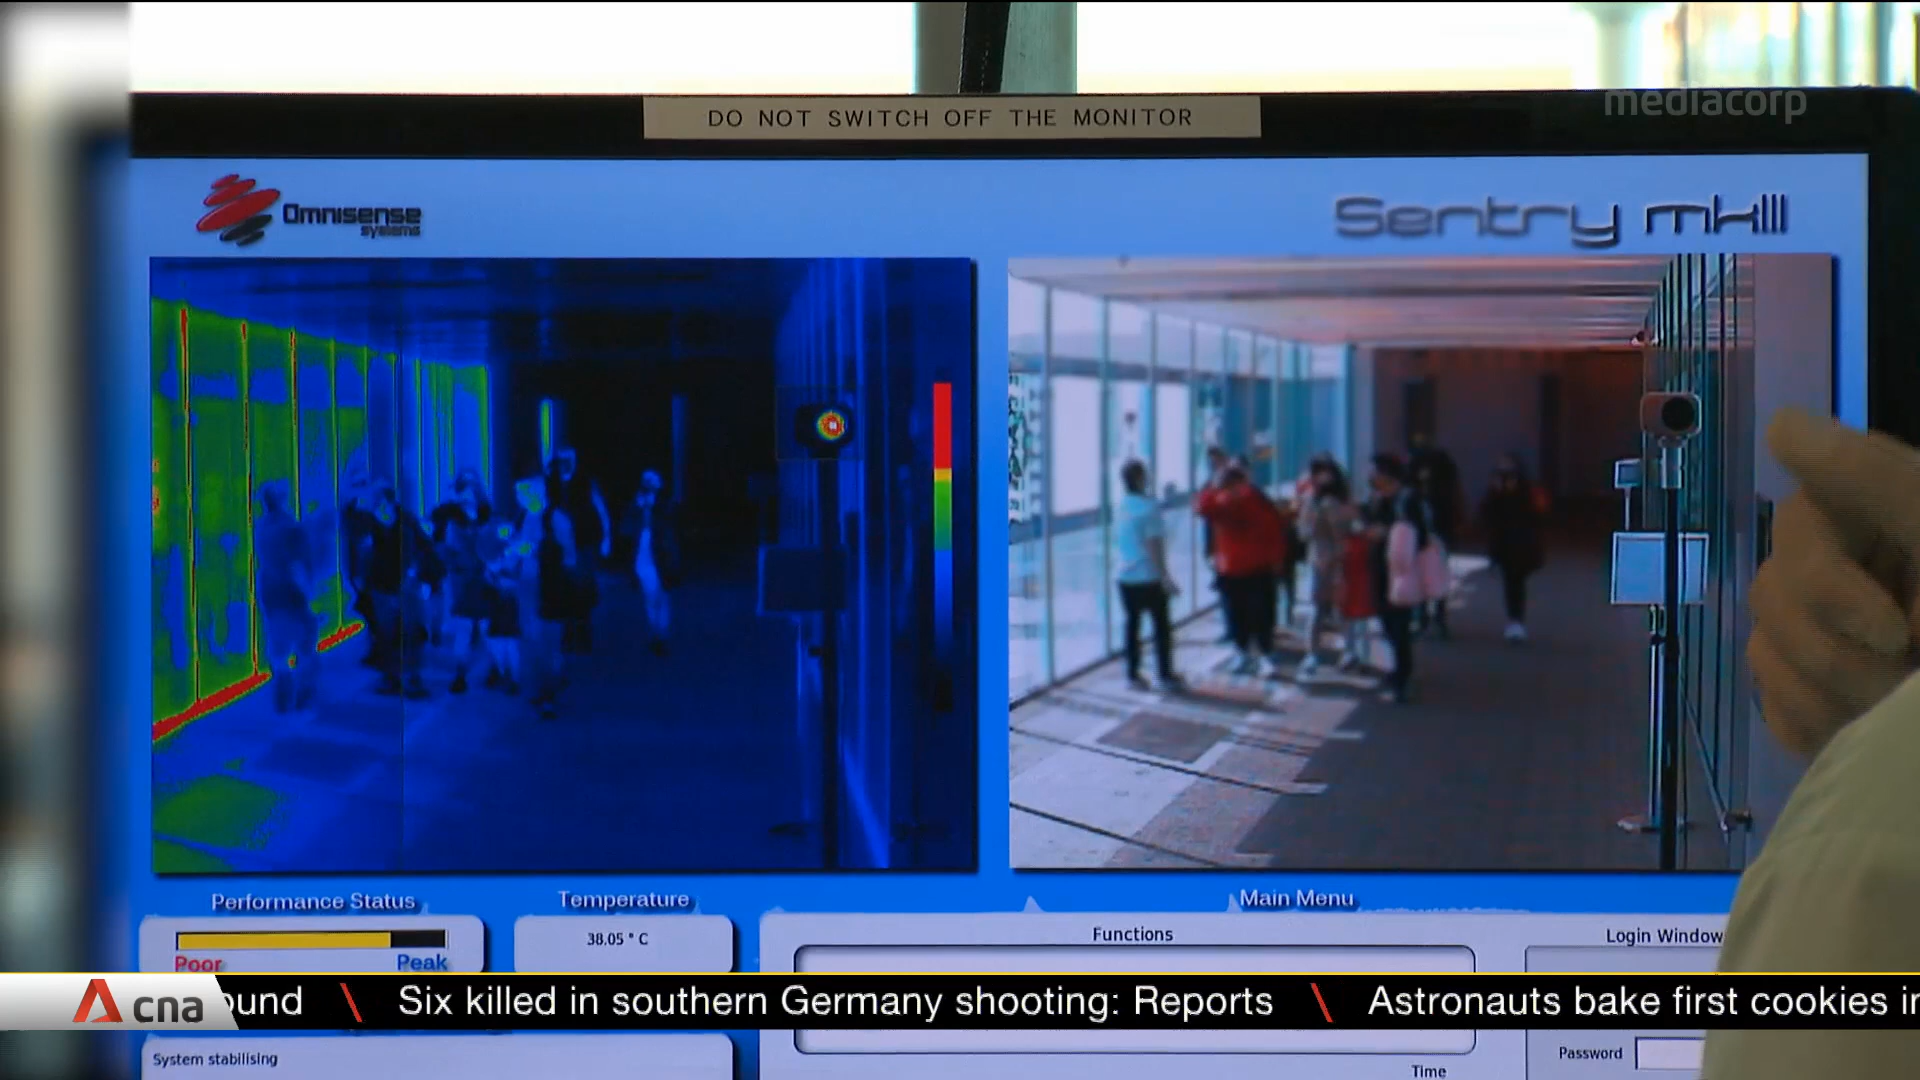 DO NOT SWITCH OFF THE MONITOR
mediacorp
Omnisense
systems
Sentry mkIII
Performance Status
Temperature
Main Menu
38.05 ° C
Functions
Login Window
Poor
Peak
cna
ound \ Six killed in southern Germany shooting: Reports \ Astronauts bake first cookies in
System stabilising
Password
Time